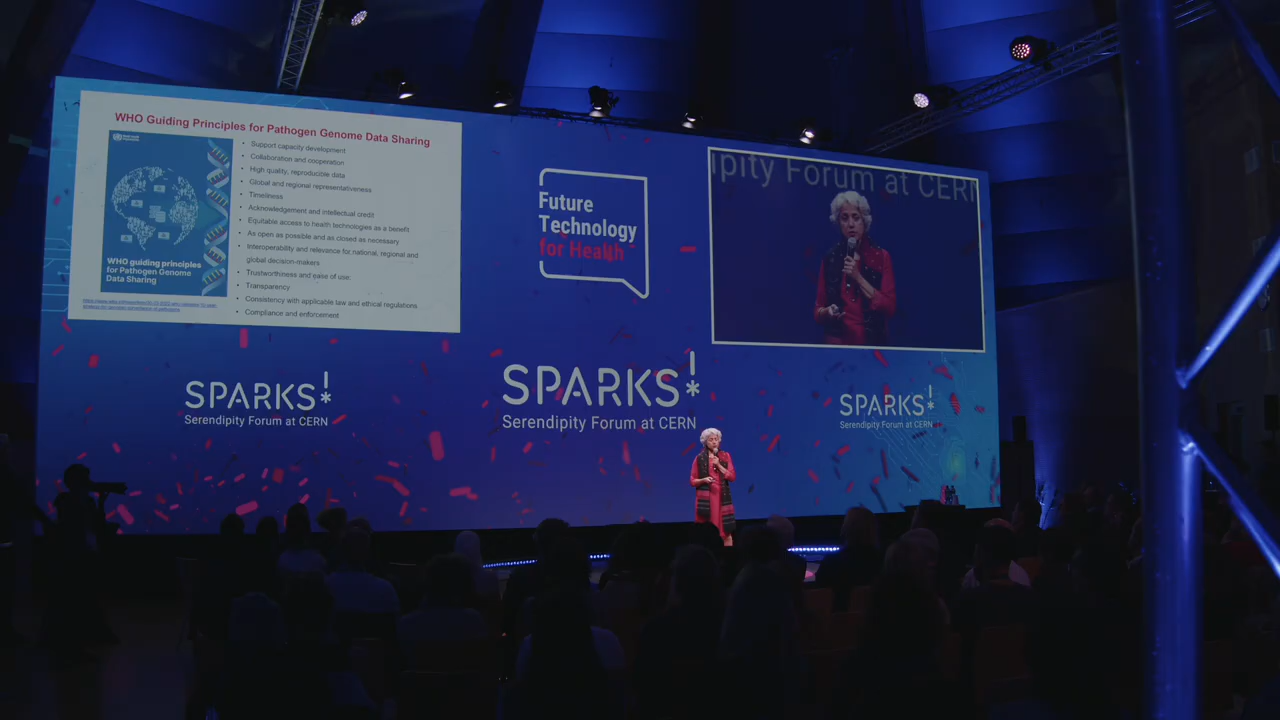 WHO Guiding Principles for Pathogen Genome Data Sharing
WHO guiding principles
for Pathogen Genome
Data Sharing
• Support capacity development
• Collaboration and cooperation
• High quality, reproducible data
• Global and regional representativeness
• Timeliness
• Acknowledgement and intellectual credit
• Equitable access to health technologies as a benefit
• As open as possible and as closed as necessary
• Interoperability and relevance for national, regional and
global decision-makers
• Trustworthiness and ease of use:
• Transparency
• Consistency with applicable law and ethical regulations
• Compliance and enforcement
Future
Technology
for Health
ipity Forum at CERN
SPARKS!*
Serendipity Forum at CERN
SPARKS!*
Serendipity Forum at CERN
SPARKS!*
Serendipity Forum at CERN